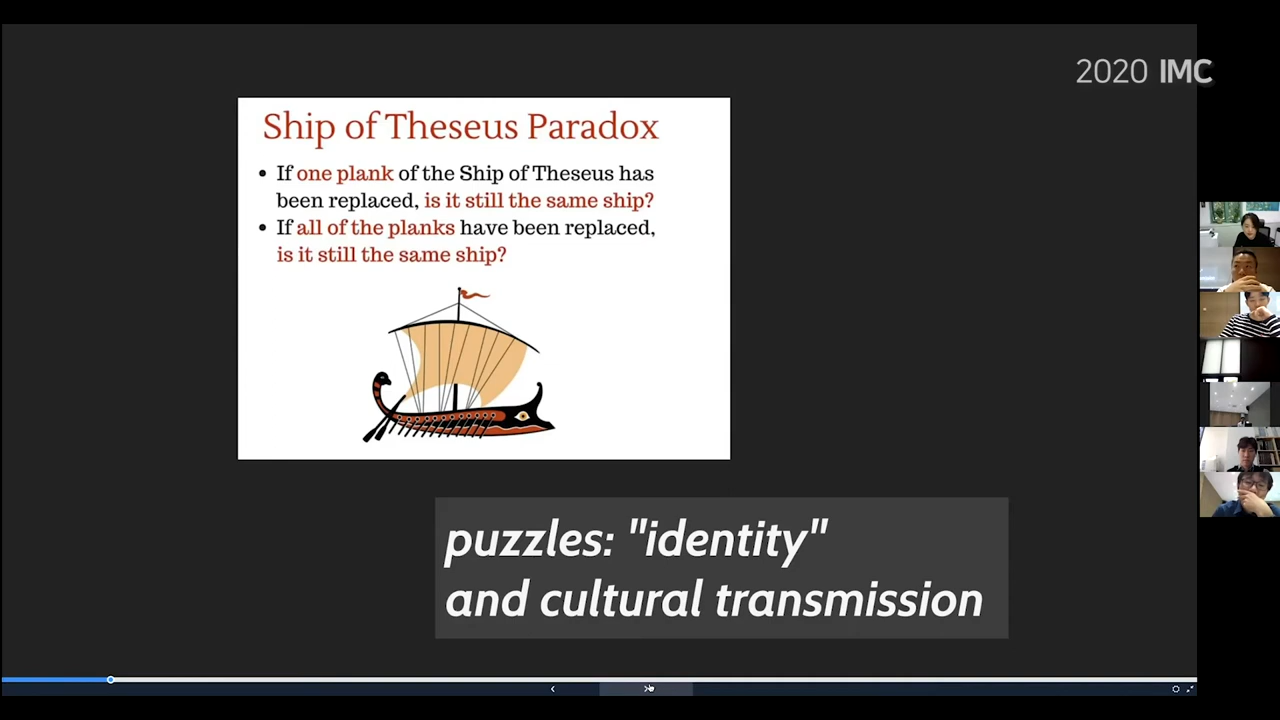 2020 IMC
Ship of Theseus Paradox
• If one plank of the Ship of Theseus has
been replaced, is it still the same ship?
• If all of the planks have been replaced,
is it still the same ship?
puzzles: "identity"
and cultural transmission